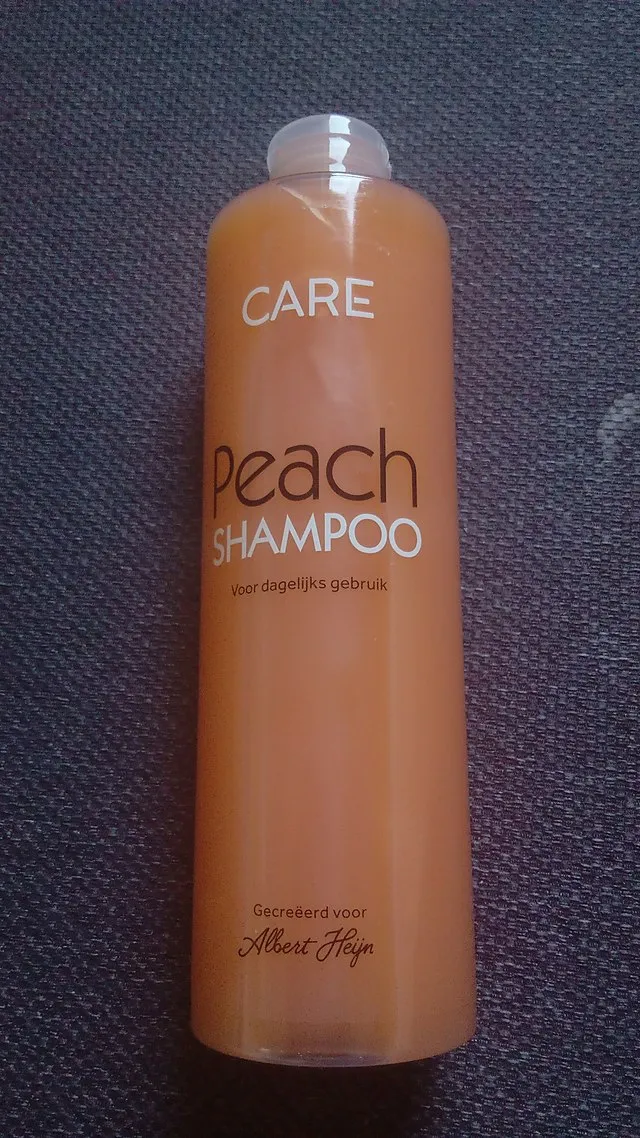 CARE
Peach
SHAMPOO
Voor dagelijks gebruik
Gecreëerd voor
Albert Heijn